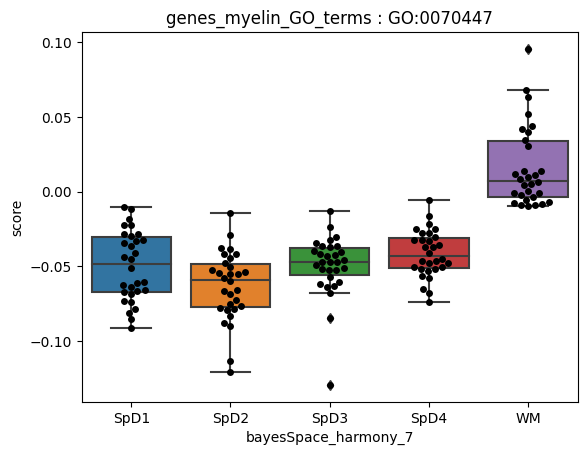 genes_myelin_GO_terms : GO:0070447
0.10
0.05
0.00
−0.05
−0.10
score
SpD1 SpD2 SpD3 SpD4 WM
bayesSpace_harmony_7